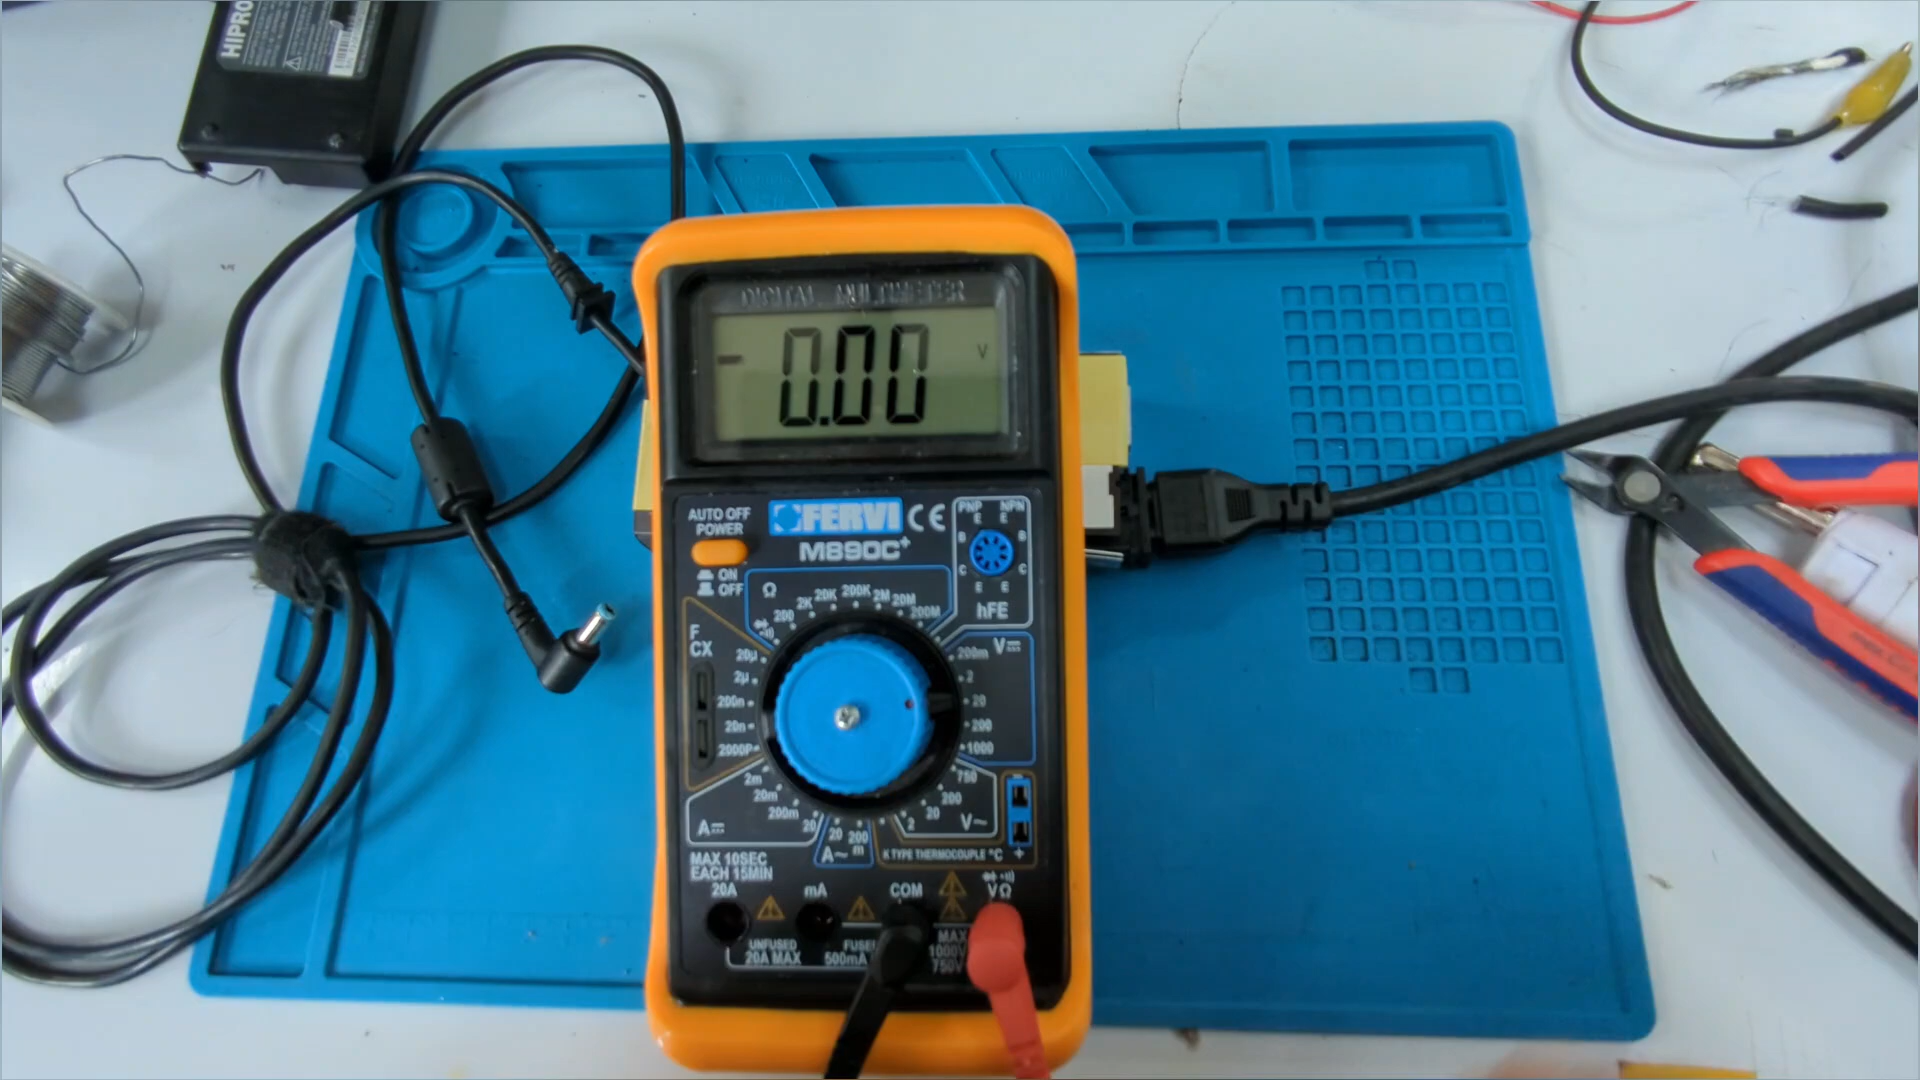 HIPRO
DIGITAL MULTIMETER
- 0.00 V
AUTO OFF
POWER
FERVI CE
M890C+
ON
OFF
PNP NPN
E E
B B
C C
E E
hFE
Ω
200 2K 20K 200K 2M 20M 200M
F
CX
20µ
2µ
200n
20n
2000P
V
200m
2
20
200
1000
2m
20m
200m
20
A
20 200
m
A~
750
200
20
2
V~
K TYPE THERMOCOUPLE °C
+
MAX 10SEC
EACH 15MIN
20A mA COM VΩ
UNFUSED
20A MAX
500mA
MAX
1000V
750V